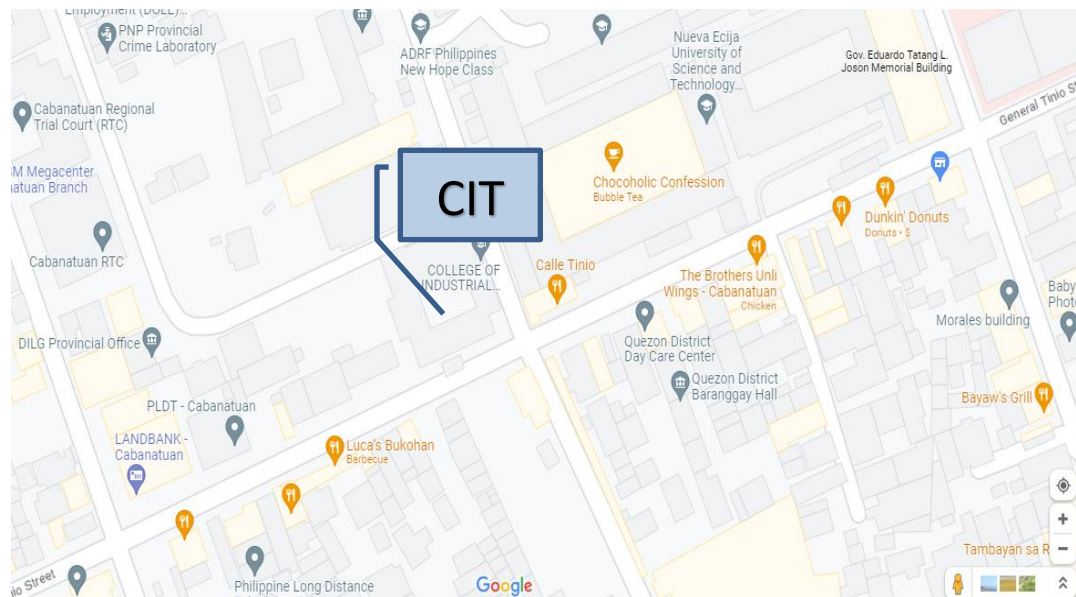 Employment (DOLE)...
PNP Provincial
Crime Laboratory
ADRF Philippines
New Hope Class
Nueva Ecija
University of
Science and
Technology...
Gov. Eduardo Tatang L.
Joson Memorial Building
General Tinio St
Cabanatuan Regional
Trial Court (RTC)
SM Megacenter
natuan Branch
CIT
Chocoholic Confession
Bubble Tea
Dunkin' Donuts
Donuts • $
Cabanatuan RTC
COLLEGE OF
INDUSTRIAL...
Calle Tinio
The Brothers Unli
Wings - Cabanatuan
Chicken
Baby
Photo
Morales building
DILG Provincial Office
Quezon District
Day Care Center
Quezon District
Baranggay Hall
Bayaw's Grill
PLDT - Cabanatuan
LANDBANK -
Cabanatuan
Luca's Bukohan
Barbecue
Tambayan sa R
nio Street
Philippine Long Distance
Google